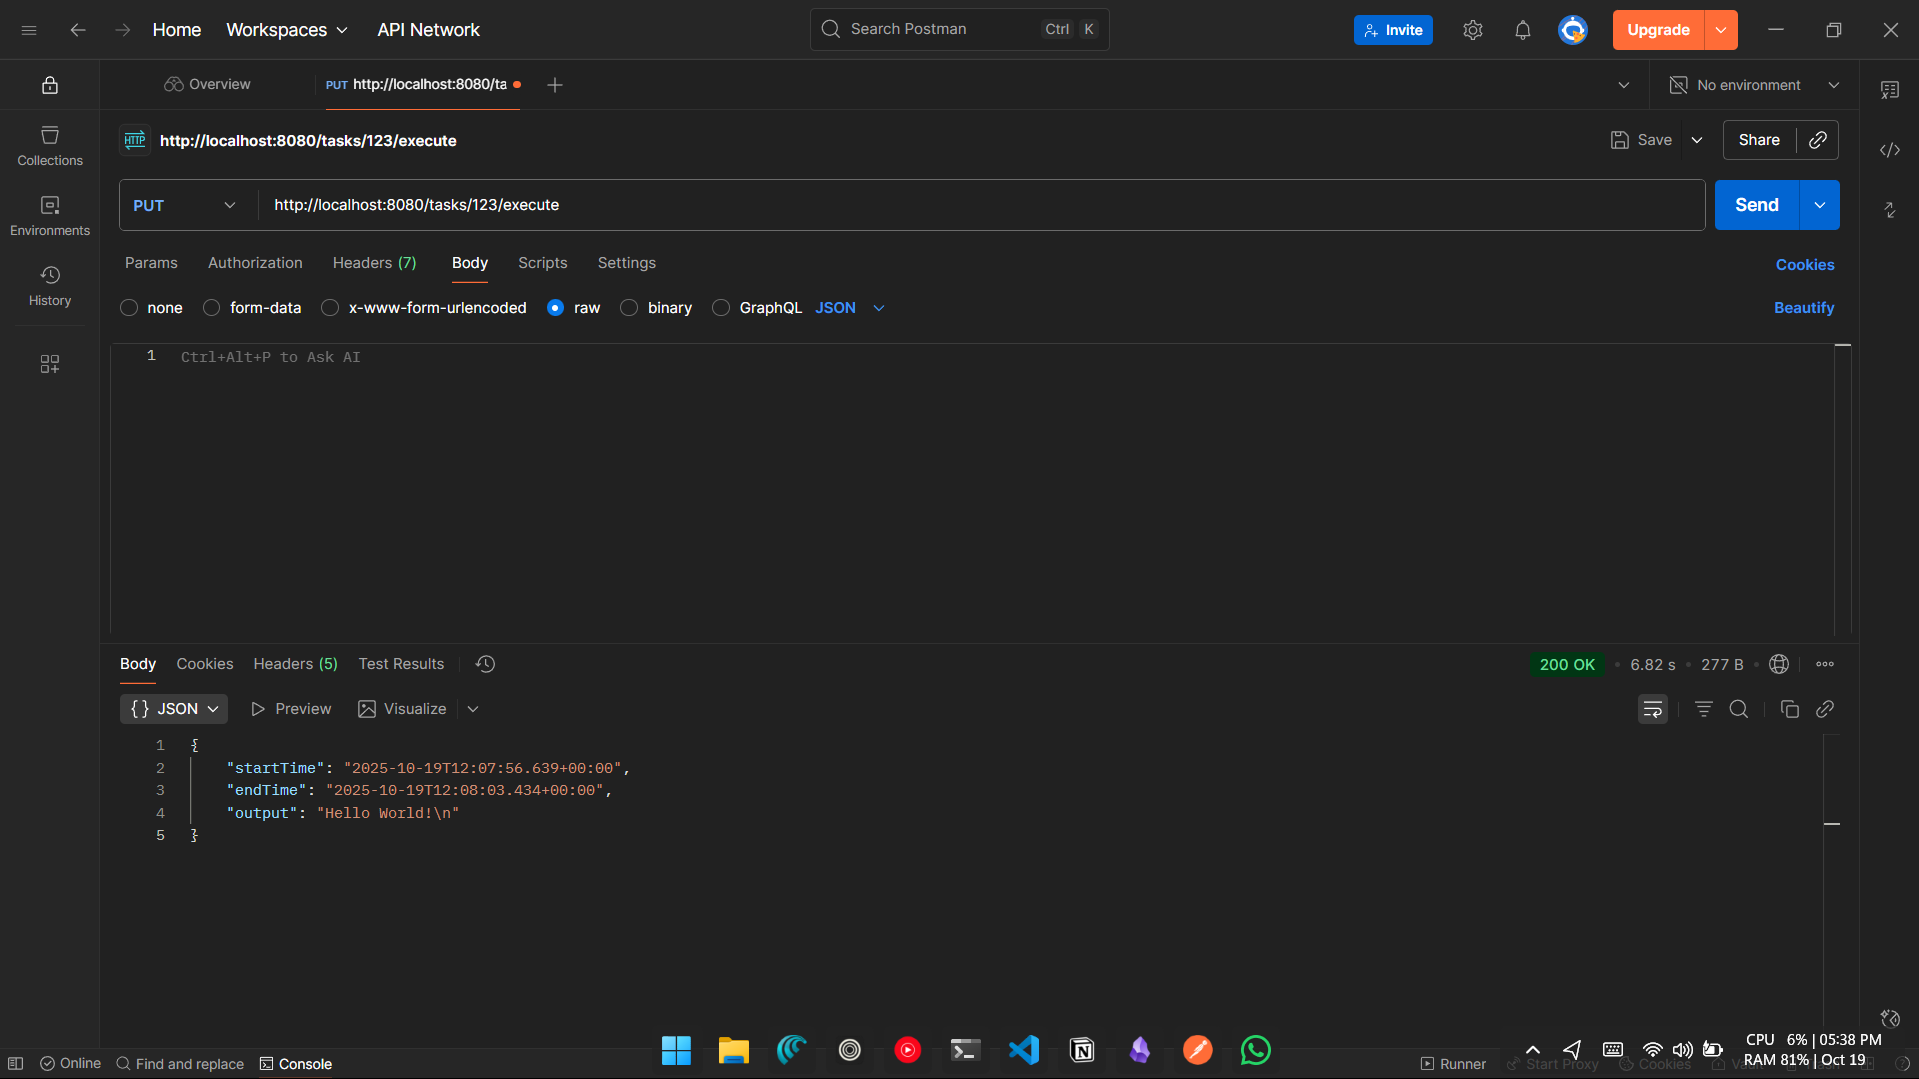 Home Workspaces API Network Search Postman Ctrl K Invite Upgrade
Overview PUT http://localhost:8080/ta No environment
HTTP http://localhost:8080/tasks/123/execute Save Share
Collections
Environments
History
PUT http://localhost:8080/tasks/123/execute Send
Params Authorization Headers (7) Body Scripts Settings Cookies
none form-data x-www-form-urlencoded raw binary GraphQL JSON Beautify
1 Ctrl+Alt+P to Ask AI
Body Cookies Headers (5) Test Results 200 OK • 6.82 s • 277 B •
{} JSON Preview Visualize
1 {
2 "startTime": "2025-10-19T12:07:56.639+00:00",
3 "endTime": "2025-10-19T12:08:03.434+00:00",
4 "output": "Hello World!\n"
5 }
CPU 6% | 05:38 PM
RAM 81% | Oct 19
Online Find and replace Console Runner Start Proxy Cookies